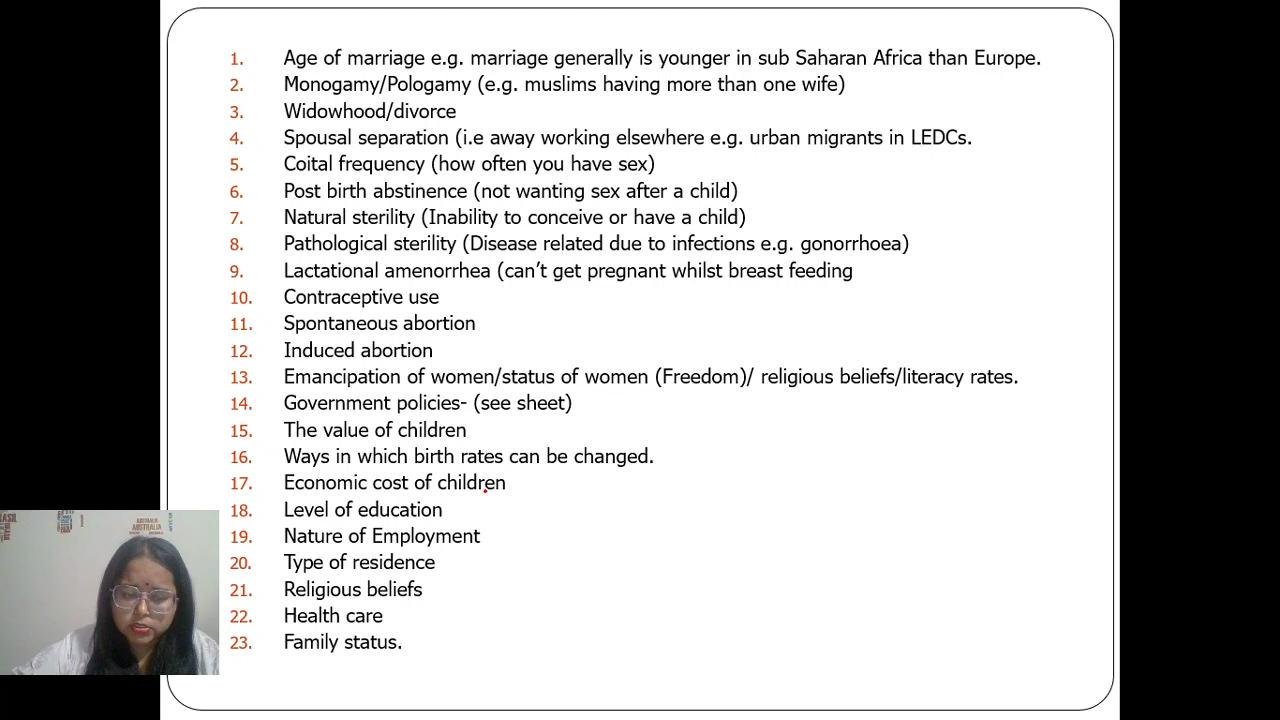 1. Age of marriage e.g. marriage generally is younger in sub Saharan Africa than Europe.
2. Monogamy/Pologamy (e.g. muslims having more than one wife)
3. Widowhood/divorce
4. Spousal separation (i.e away working elsewhere e.g. urban migrants in LEDCs.
5. Coital frequency (how often you have sex)
6. Post birth abstinence (not wanting sex after a child)
7. Natural sterility (Inability to conceive or have a child)
8. Pathological sterility (Disease related due to infections e.g. gonorrhoea)
9. Lactational amenorrhea (can't get pregnant whilst breast feeding
10. Contraceptive use
11. Spontaneous abortion
12. Induced abortion
13. Emancipation of women/status of women (Freedom)/ religious beliefs/literacy rates.
14. Government policies- (see sheet)
15. The value of children
16. Ways in which birth rates can be changed.
17. Economic cost of children
18. Level of education
19. Nature of Employment
20. Type of residence
21. Religious beliefs
22. Health care
23. Family status.
AUSTRALIA